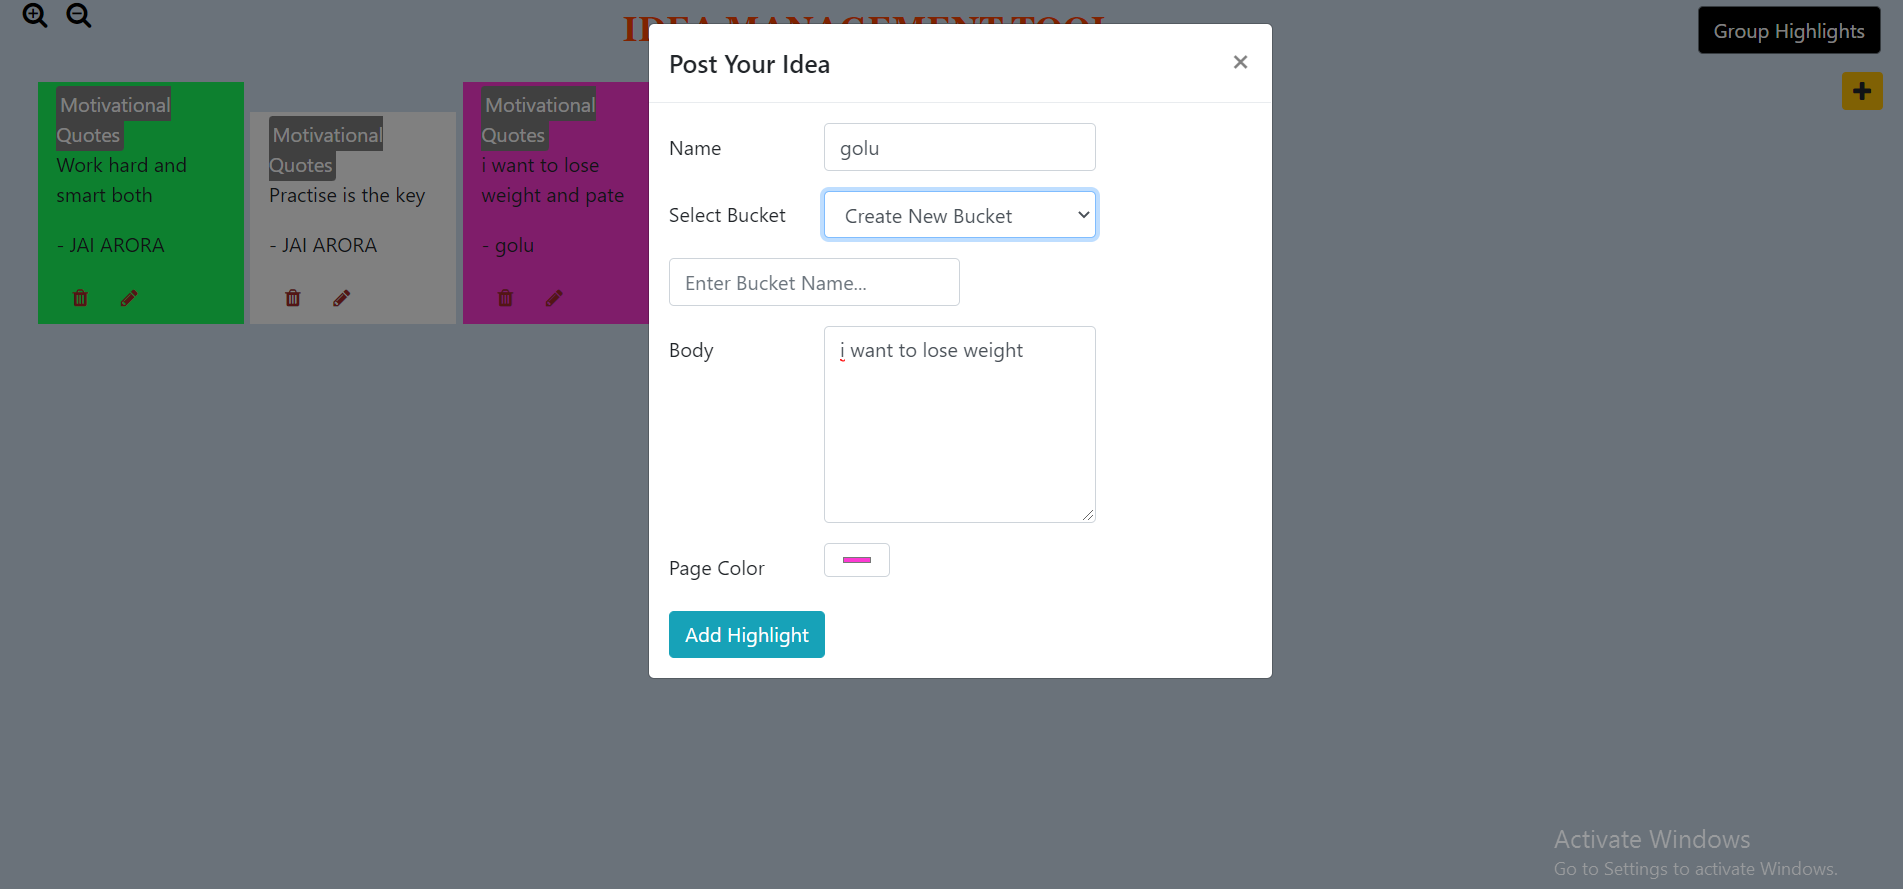 IDEA MANAGEMENT TOOL
Group Highlights
Motivational
Quotes
Work hard and
smart both
- JAI ARORA
Motivational
Quotes
Practise is the key
- JAI ARORA
Motivational
Quotes
i want to lose
weight and pate
- golu
Post Your Idea
×
Name
golu
Select Bucket
Create New Bucket
Enter Bucket Name...
Body
i want to lose weight
Page Color
Add Highlight
Activate Windows
Go to Settings to activate Windows.